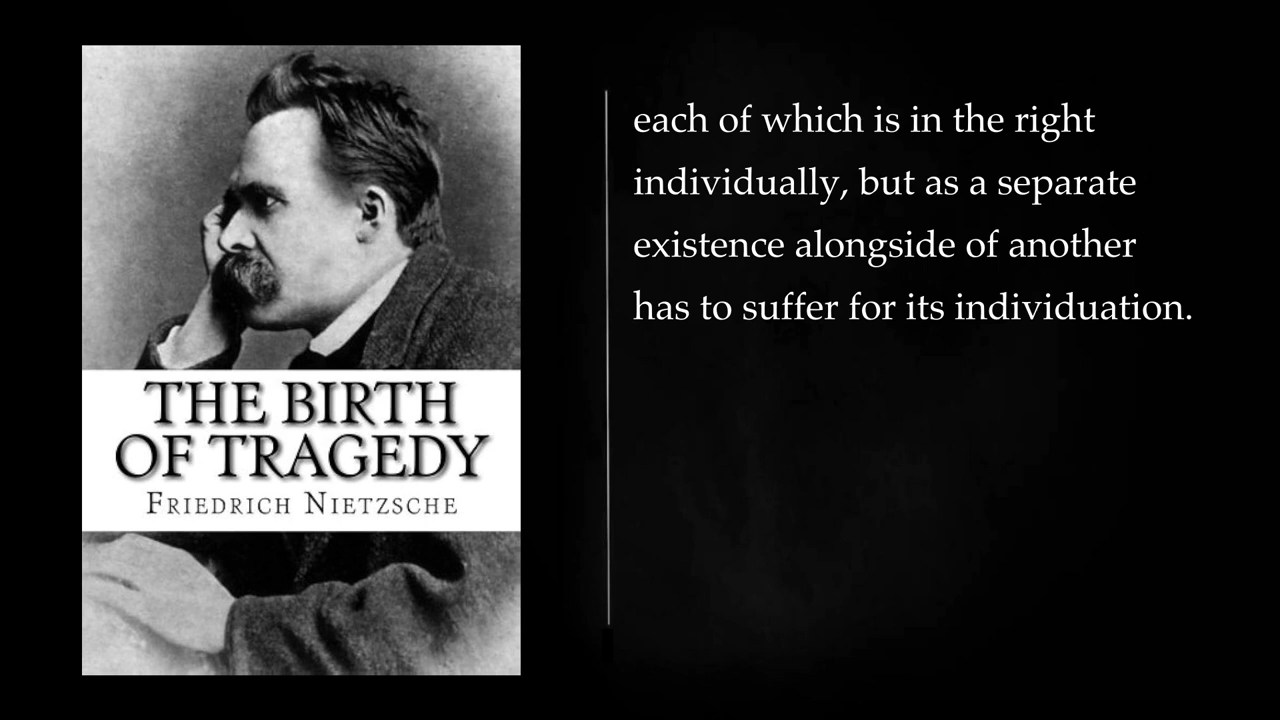 THE BIRTH
OF TRAGEDY
FRIEDRICH NIETZSCHE
each of which is in the right
individually, but as a separate
existence alongside of another
has to suffer for its individuation.